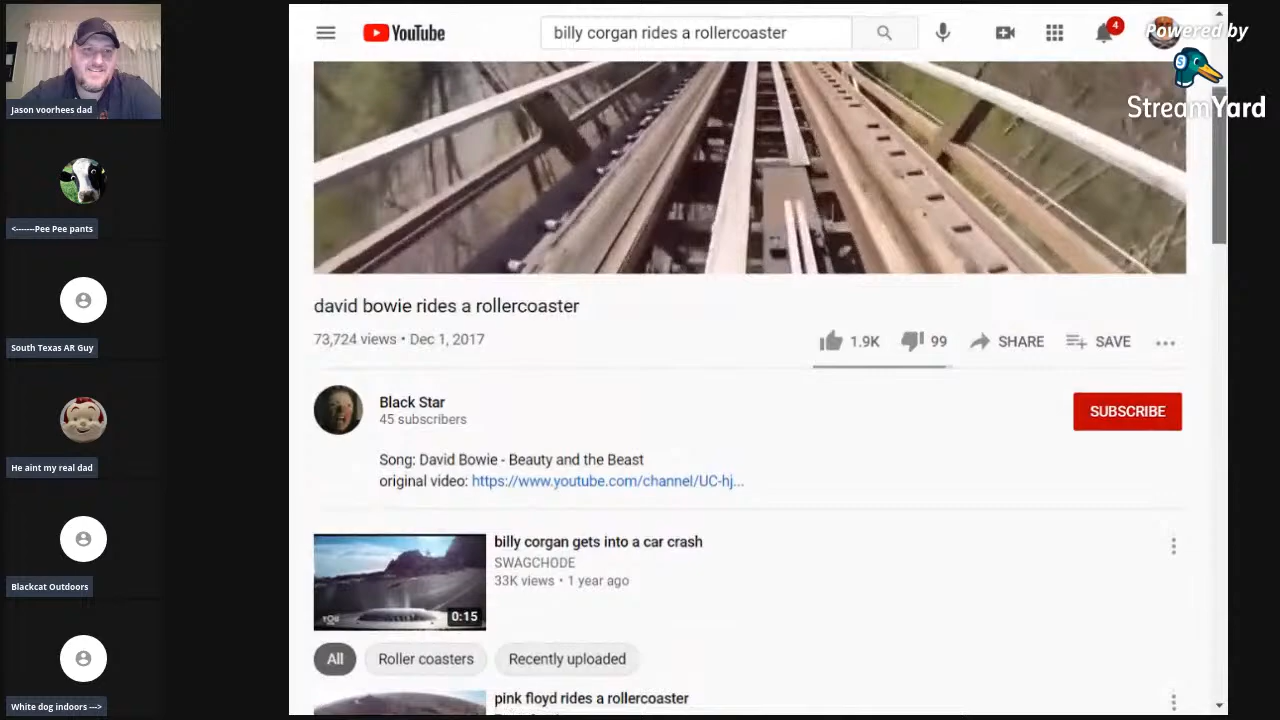 Jason voorhees dad
<-------Pee Pee pants
South Texas AR Guy
He aint my real dad
Blackcat Outdoors
White dog indoors --->
YouTube
billy corgan rides a rollercoaster
4
Powered by
S
StreamYard
david bowie rides a rollercoaster
73,724 views • Dec 1, 2017
1.9K
99
SHARE
SAVE
Black Star
45 subscribers
SUBSCRIBE
Song: David Bowie - Beauty and the Beast
original video: https://www.youtube.com/channel/UC-hj...
billy corgan gets into a car crash
SWAGCHODE
33K views • 1 year ago
YOU
0:15
All
Roller coasters
Recently uploaded
pink floyd rides a rollercoaster